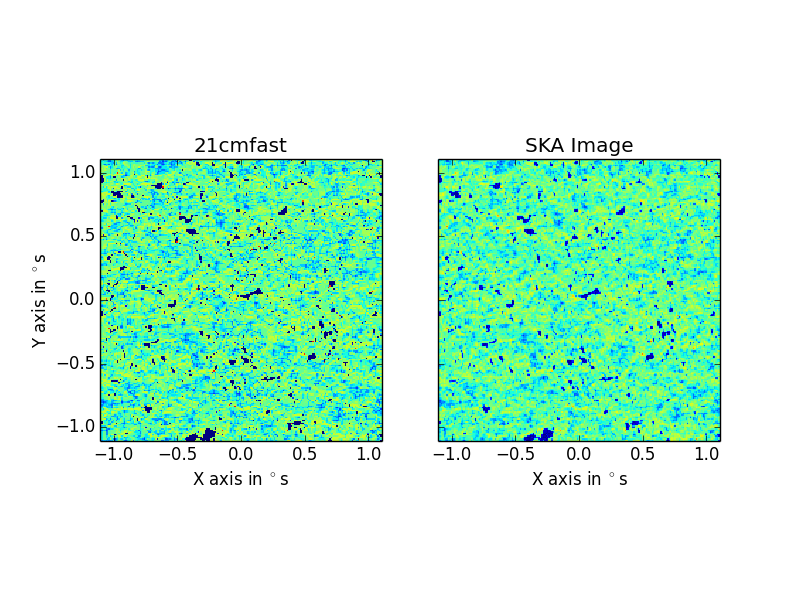 21cmfast
SKA Image
Y axis in °s
1.0
0.5
0.0
−0.5
−1.0
−1.0 −0.5 0.0 0.5 1.0
−1.0 −0.5 0.0 0.5 1.0
X axis in °s
X axis in °s